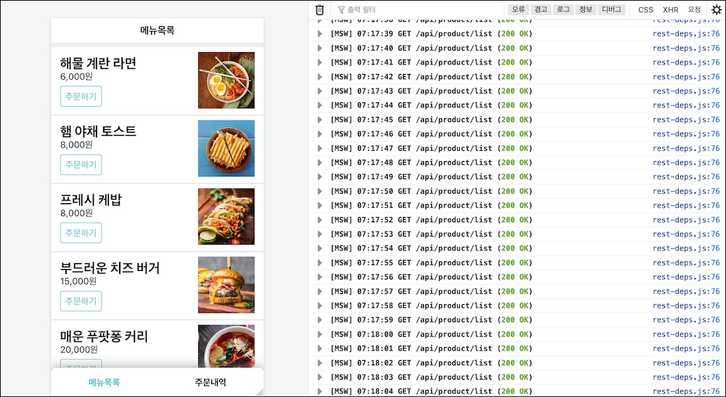 메뉴목록
해물 계란 라면
6,000원
주문하기
햄 야채 토스트
8,000원
주문하기
프레시 케밥
8,000원
주문하기
부드러운 치즈 버거
15,000원
주문하기
매운 푸팟퐁 커리
20,000원
주문하기
메뉴목록 주문내역
출력 필터 오류 경고 로그 정보 디버그 CSS XHR 요청
[MSW] 07:17:38 GET /api/product/list (200 OK) rest-deps.js:76
[MSW] 07:17:39 GET /api/product/list (200 OK) rest-deps.js:76
[MSW] 07:17:40 GET /api/product/list (200 OK) rest-deps.js:76
[MSW] 07:17:41 GET /api/product/list (200 OK) rest-deps.js:76
[MSW] 07:17:42 GET /api/product/list (200 OK) rest-deps.js:76
[MSW] 07:17:43 GET /api/product/list (200 OK) rest-deps.js:76
[MSW] 07:17:44 GET /api/product/list (200 OK) rest-deps.js:76
[MSW] 07:17:45 GET /api/product/list (200 OK) rest-deps.js:76
[MSW] 07:17:46 GET /api/product/list (200 OK) rest-deps.js:76
[MSW] 07:17:47 GET /api/product/list (200 OK) rest-deps.js:76
[MSW] 07:17:48 GET /api/product/list (200 OK) rest-deps.js:76
[MSW] 07:17:49 GET /api/product/list (200 OK) rest-deps.js:76
[MSW] 07:17:50 GET /api/product/list (200 OK) rest-deps.js:76
[MSW] 07:17:51 GET /api/product/list (200 OK) rest-deps.js:76
[MSW] 07:17:52 GET /api/product/list (200 OK) rest-deps.js:76
[MSW] 07:17:53 GET /api/product/list (200 OK) rest-deps.js:76
[MSW] 07:17:54 GET /api/product/list (200 OK) rest-deps.js:76
[MSW] 07:17:55 GET /api/product/list (200 OK) rest-deps.js:76
[MSW] 07:17:56 GET /api/product/list (200 OK) rest-deps.js:76
[MSW] 07:17:57 GET /api/product/list (200 OK) rest-deps.js:76
[MSW] 07:17:58 GET /api/product/list (200 OK) rest-deps.js:76
[MSW] 07:17:59 GET /api/product/list (200 OK) rest-deps.js:76
[MSW] 07:18:00 GET /api/product/list (200 OK) rest-deps.js:76
[MSW] 07:18:01 GET /api/product/list (200 OK) rest-deps.js:76
[MSW] 07:18:02 GET /api/product/list (200 OK) rest-deps.js:76
[MSW] 07:18:03 GET /api/product/list (200 OK) rest-deps.js:76
[MSW] 07:18:04 GET /api/product/list (200 OK) rest-deps.js:76